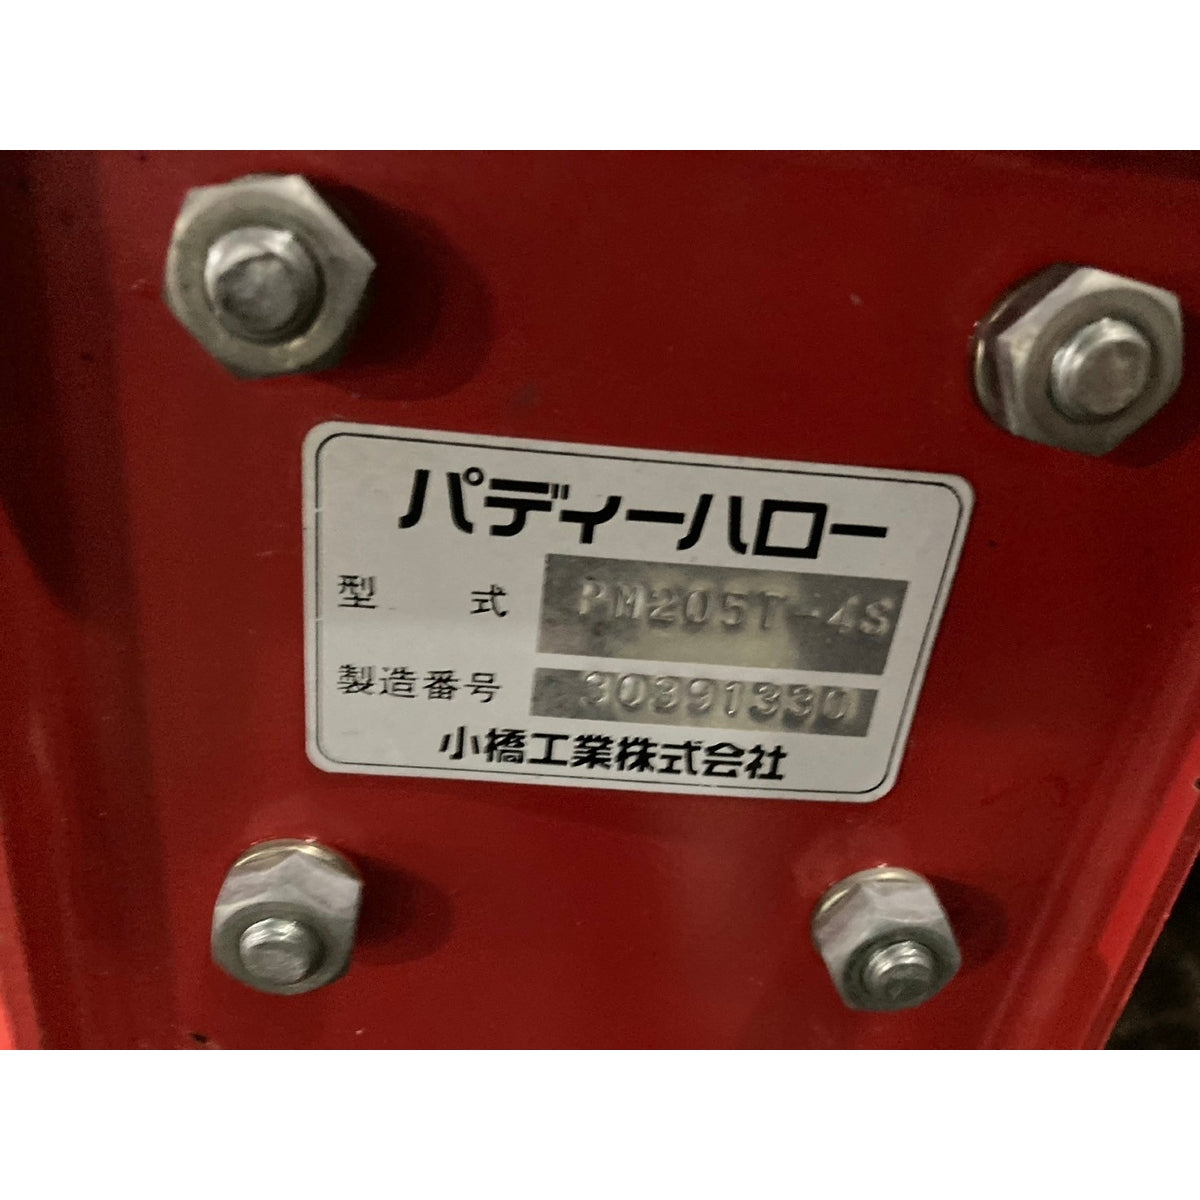 パディーハロー
型式 PM205T-4S
製造番号 30391330
小橋工業株式会社